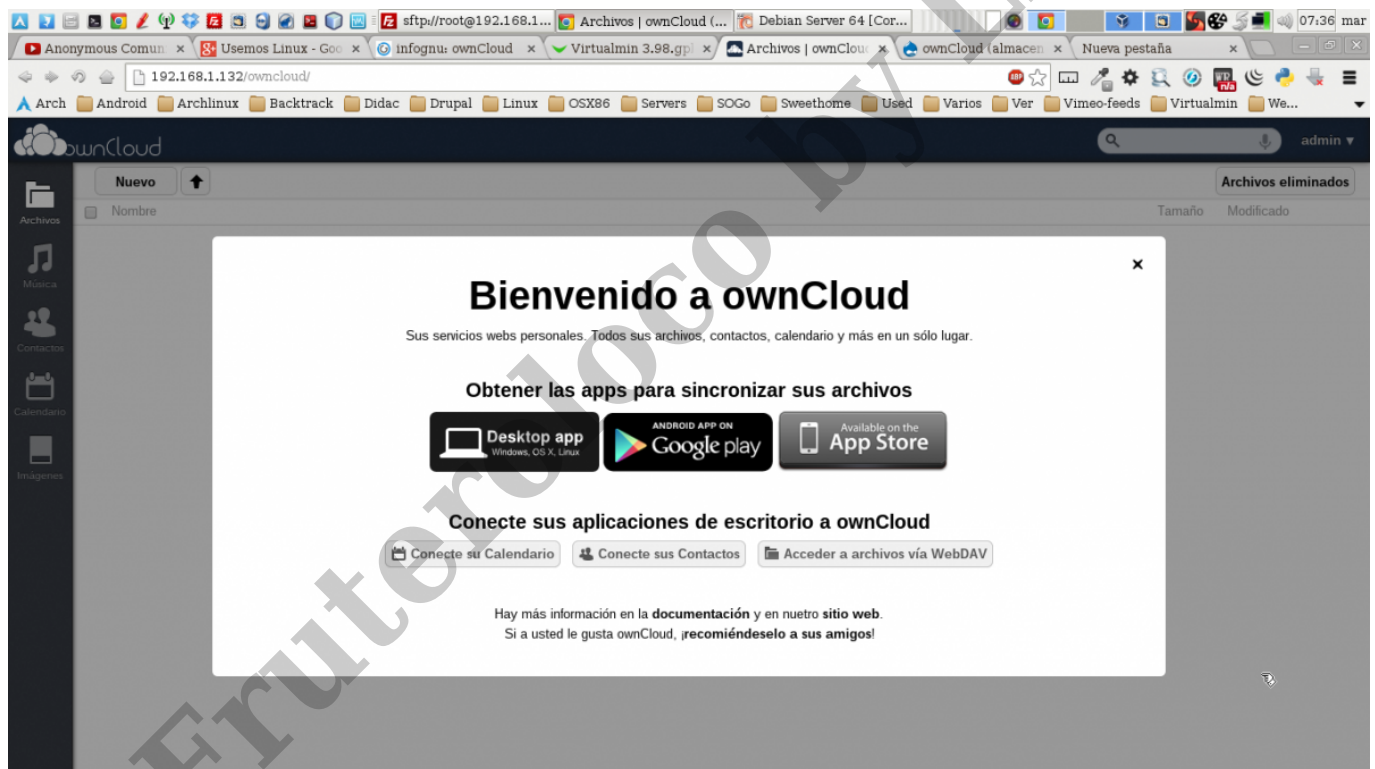 sftp://root@192.168.1... Archivos | ownCloud (... Debian Server 64 [Cor... 07:36 mar
Anonymous Comun x Usemos Linux - Goo x infognu: ownCloud x Virtualmin 3.98.gpl x Archivos | ownClouc x ownCloud (almacen x Nueva pestaña x
192.168.1.132/owncloud/
Arch Android Archlinux Backtrack Didac Drupal Linux OSX86 Servers SOGo Sweethome Used Varios Ver Vimeo-feeds Virtualmin We...
ownCloud admin
Nuevo Archivos eliminados
Archivos
Nombre Tamaño Modificado
Música
Contactos
Calendario
Imágenes
Bienvenido a ownCloud
Sus servicios webs personales. Todos sus archivos, contactos, calendario y más en un sólo lugar.
Obtener las apps para sincronizar sus archivos
Desktop app
Windows, OS X, Linux
ANDROID APP ON
Google play
Available on the
App Store
Conecte sus aplicaciones de escritorio a ownCloud
Conecte su Calendario Conecte sus Contactos Acceder a archivos vía WebDAV
Hay más información en la documentación y en nuetro sitio web.
Si a usted le gusta ownCloud, ¡recomiéndeselo a sus amigos!
Fruteroloco by